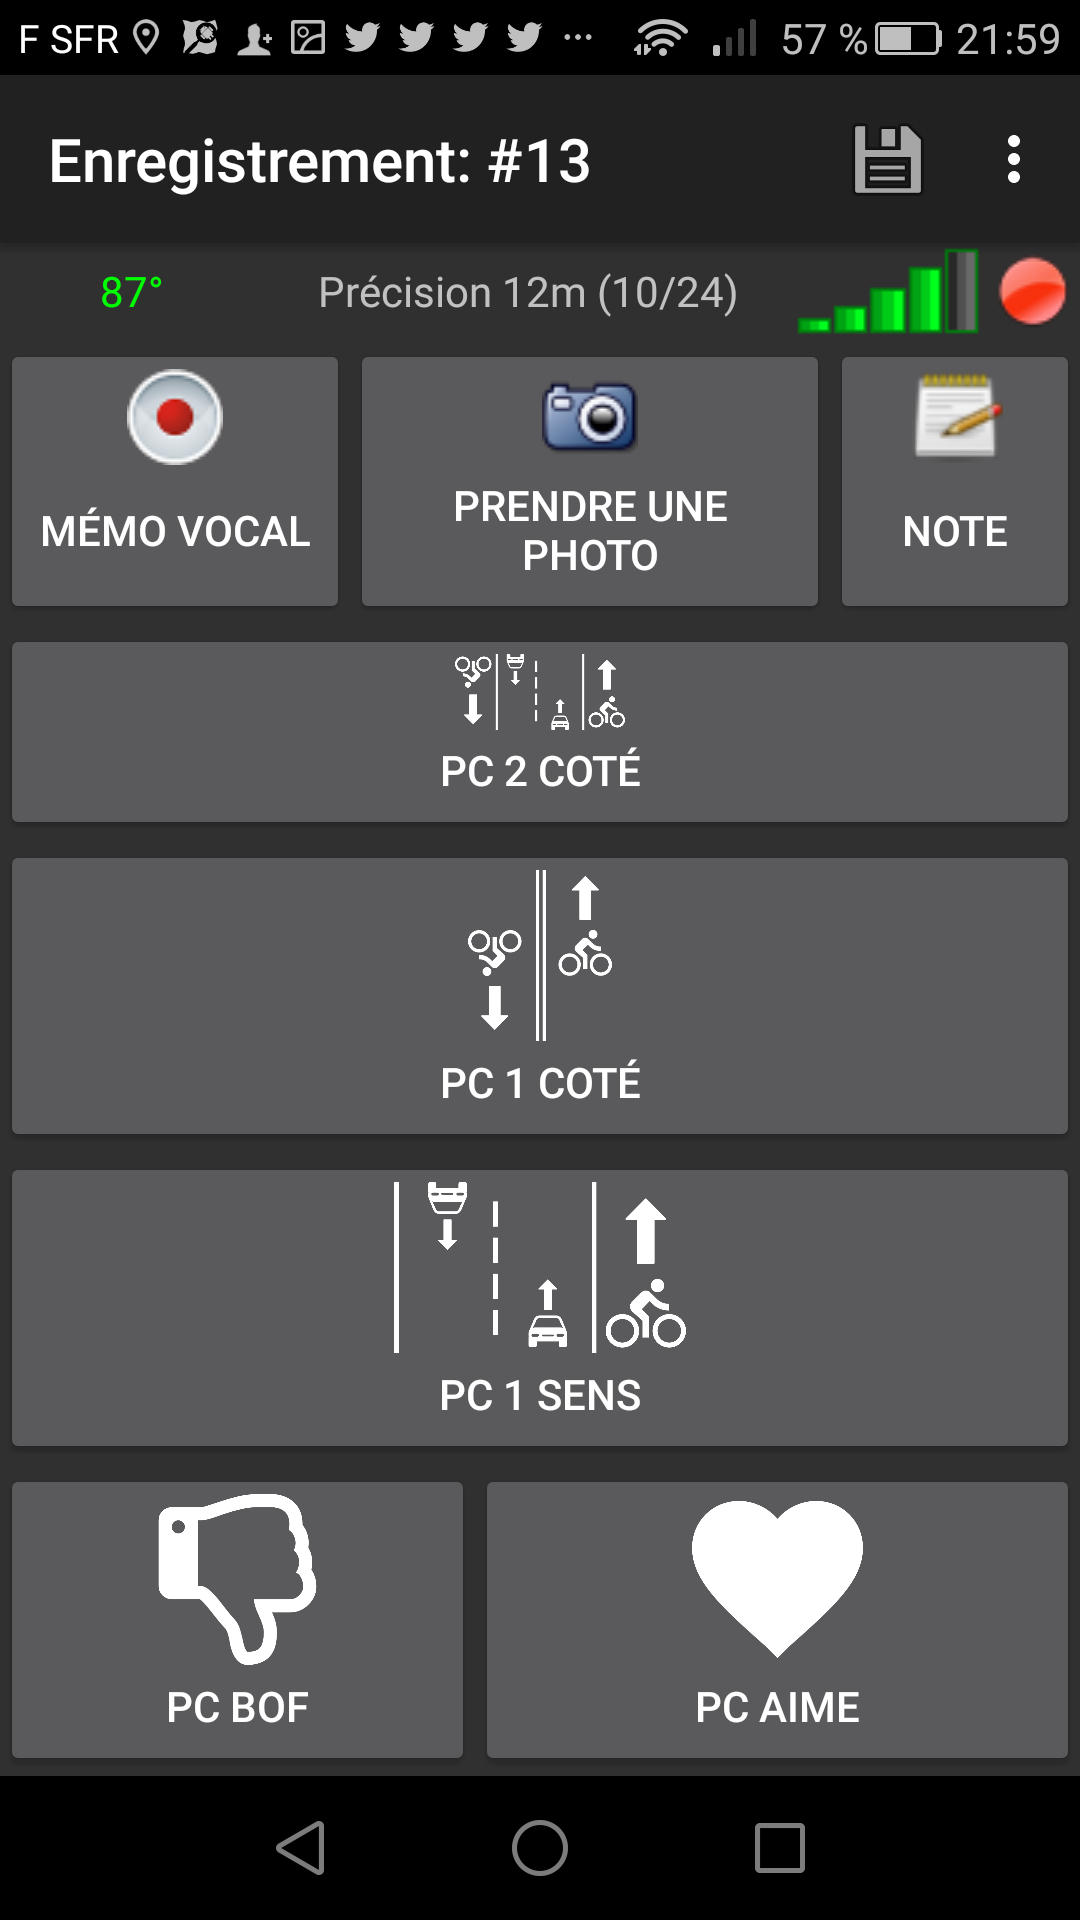 F SFR 57 % 21:59
Enregistrement: #13
87° Précision 12m (10/24)
MÉMO VOCAL
PRENDRE UNE
PHOTO
NOTE
PC 2 COTÉ
PC 1 COTÉ
PC 1 SENS
PC BOF
PC AIME